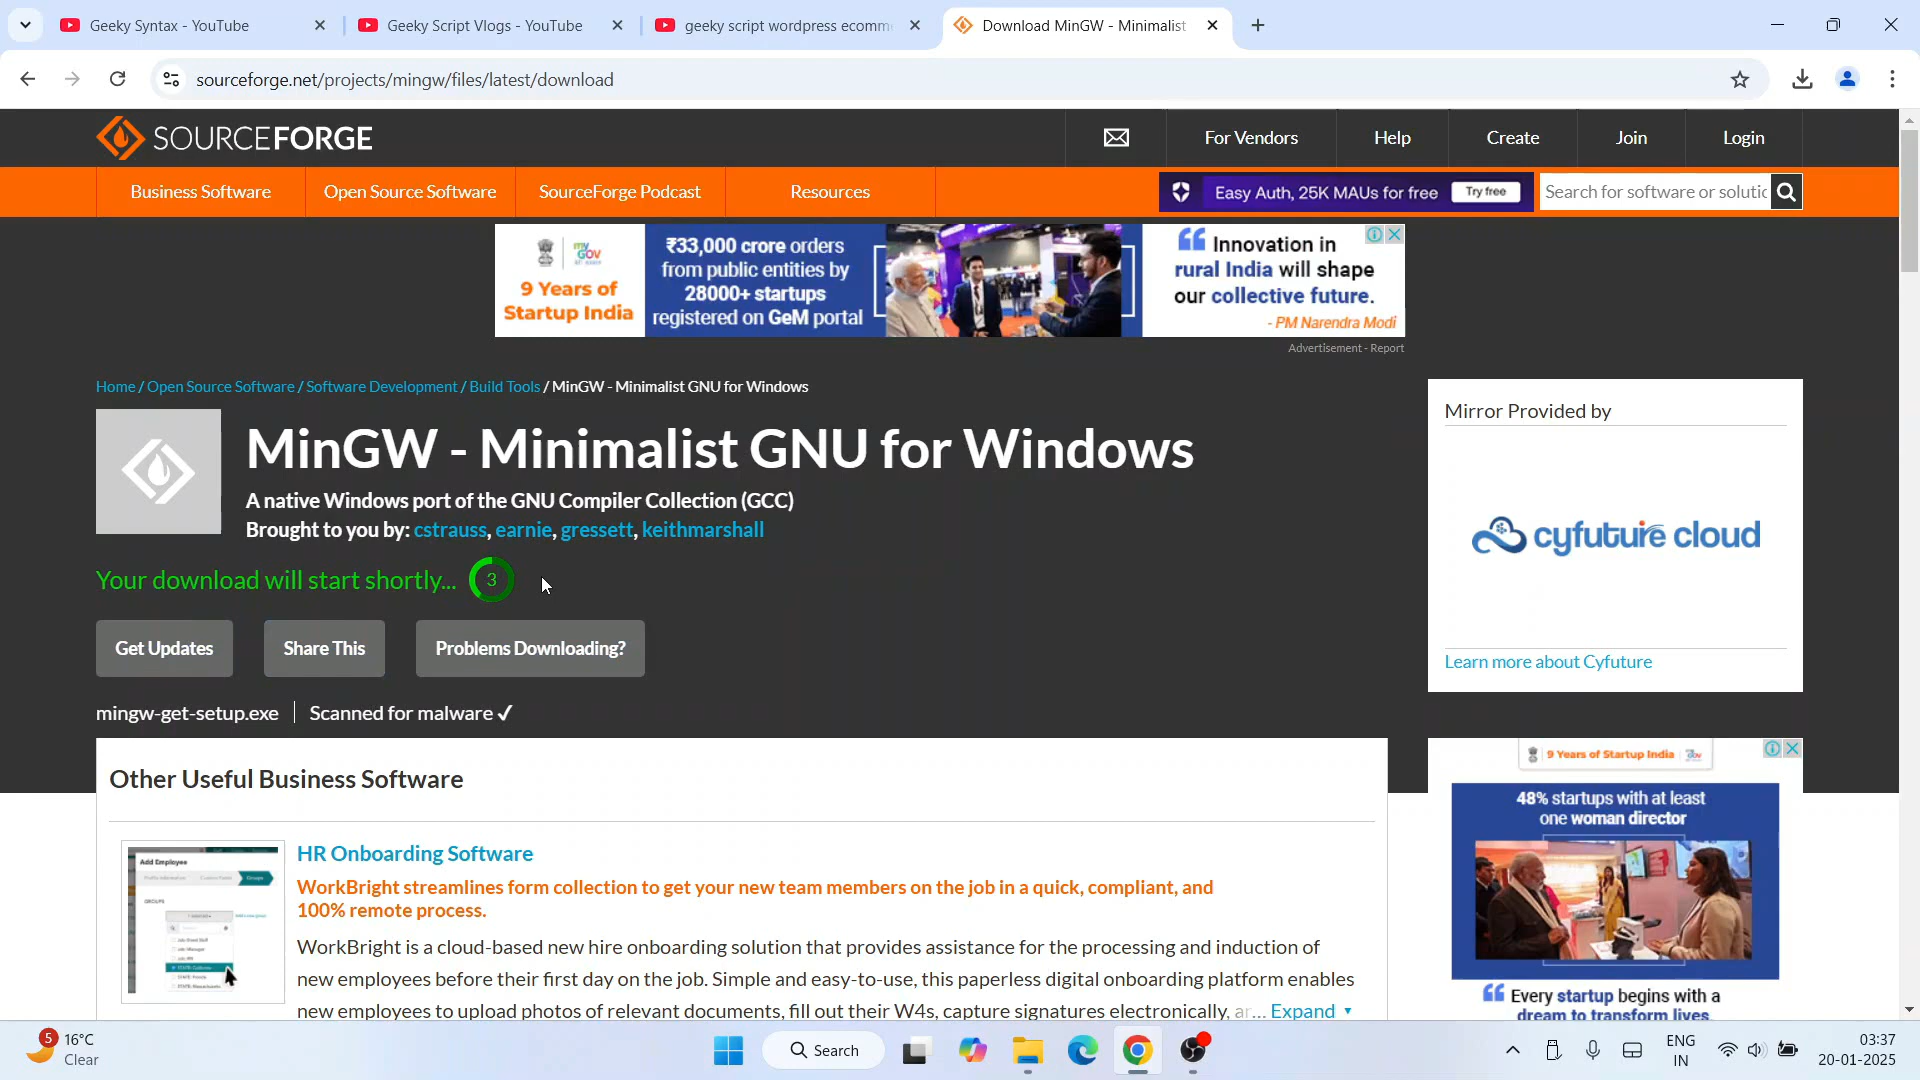 Geeky Syntax - YouTube
Geeky Script Vlogs - YouTube
geeky script wordpress ecomm
Download MinGW - Minimalist
sourceforge.net/projects/mingw/files/latest/download
SOURCEFORGE
For Vendors
Help
Create
Join
Login
Business Software
Open Source Software
SourceForge Podcast
Resources
Easy Auth, 25K MAUs for free
Try free
Search for software or solutic
my
GOV
9 Years of
Startup India
₹33,000 crore orders
from public entities by
28000+ startups
registered on GeM portal
Innovation in
rural India will shape
our collective future.
- PM Narendra Modi
Advertisement - Report
Home / Open Source Software / Software Development / Build Tools / MinGW - Minimalist GNU for Windows
MinGW - Minimalist GNU for Windows
A native Windows port of the GNU Compiler Collection (GCC)
Brought to you by: cstrauss, earnie, gressett, keithmarshall
Your download will start shortly... 3
Get Updates
Share This
Problems Downloading?
mingw-get-setup.exe
Scanned for malware ✓
Mirror Provided by
cyfuture cloud
Learn more about Cyfuture
Other Useful Business Software
Add Employee
HR Onboarding Software
WorkBright streamlines form collection to get your new team members on the job in a quick, compliant, and
100% remote process.
WorkBright is a cloud-based new hire onboarding solution that provides assistance for the processing and induction of
new employees before their first day on the job. Simple and easy-to-use, this paperless digital onboarding platform enables
new employees to upload photos of relevant documents, fill out their W4s, capture signatures electronically, ar... Expand
9 Years of Startup India
48% startups with at least
one woman director
Every startup begins with a
dream to transform lives,
5
16°C
Clear
Search
ENG
IN
03:37
20-01-2025